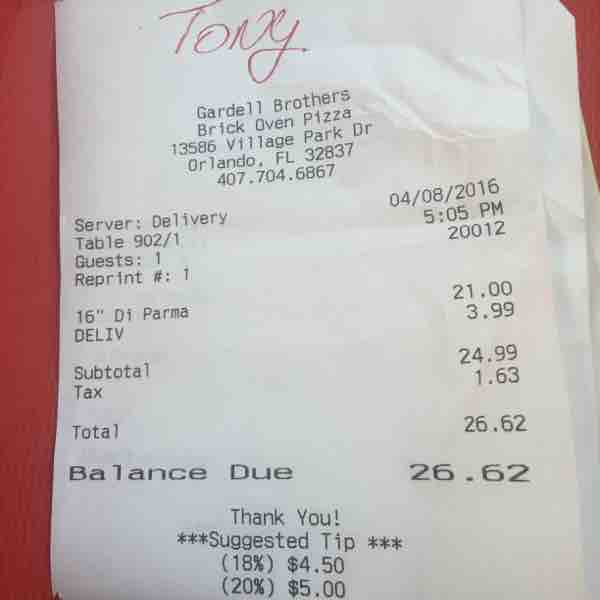 Tony
Gardell Brothers
Brick Oven Pizza
13586 Village Park Dr
Orlando, FL 32837
407.704.6867
Server: Delivery 04/08/2016
Table 902/1 5:05 PM
Guests: 1 20012
Reprint #: 1
16" Di Parma 21.00
DELIV 3.99
Subtotal 24.99
Tax 1.63
Total 26.62
Balance Due 26.62
Thank You!
***Suggested Tip ***
(18%) $4.50
(20%) $5.00